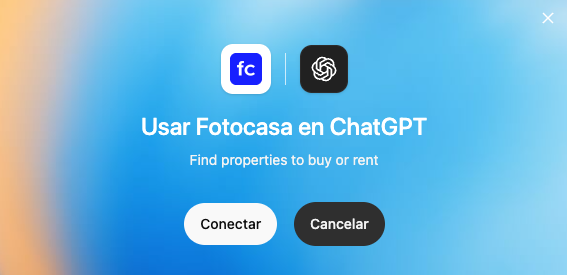 fc
Usar Fotocasa en ChatGPT
Find properties to buy or rent
Conectar
Cancelar